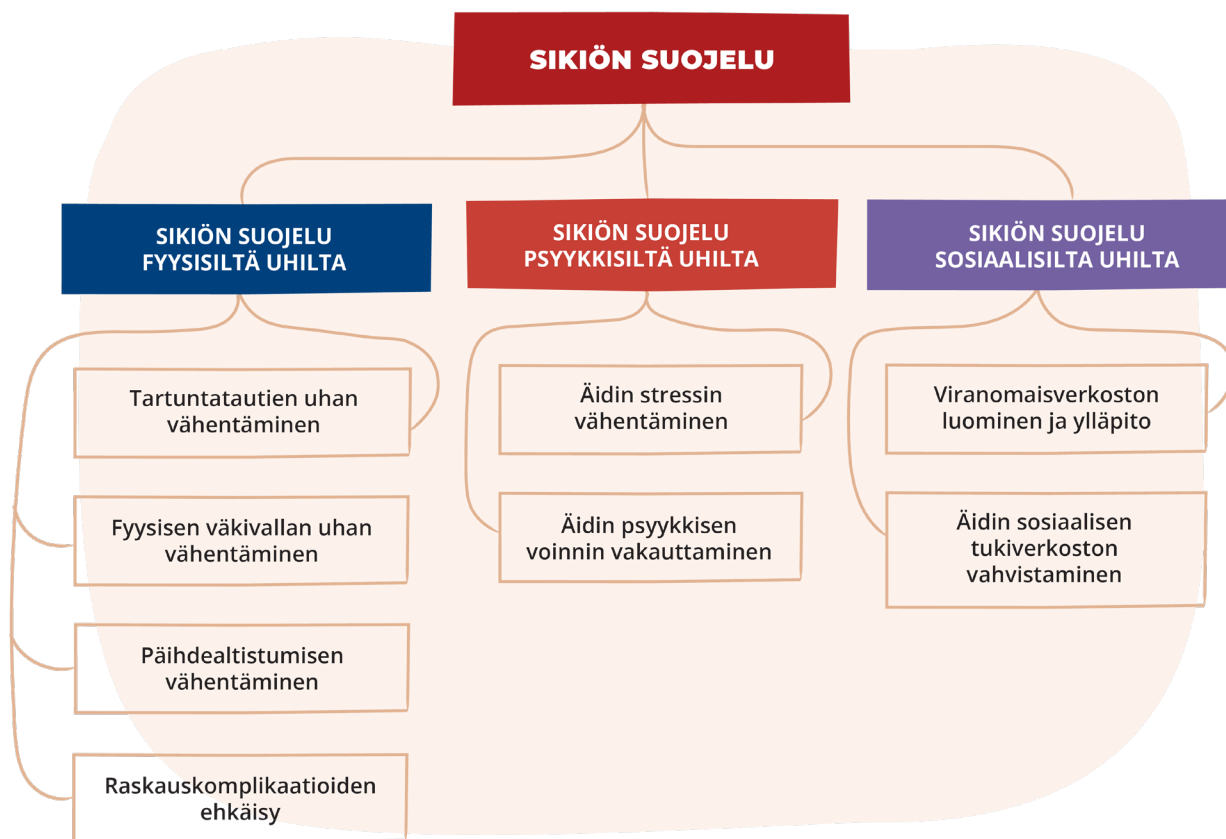 SIKIÖN SUOJELU
SIKIÖN SUOJELU
FYYSISILTÄ UHILTA
SIKIÖN SUOJELU
PSYYKKISILTÄ UHILTA
SIKIÖN SUOJELU
SOSIAALISILTA UHILTA
Tartuntatautien uhan
vähentäminen
Fyysisen väkivallan uhan
vähentäminen
Päihdealtistumisen
vähentäminen
Raskauskomplikaatioiden
ehkäisy
Äidin stressin
vähentäminen
Äidin psyykkisen
voinnin vakauttaminen
Viranomaisverkoston
luominen ja ylläpito
Äidin sosiaalisen
tukiverkoston
vahvistaminen